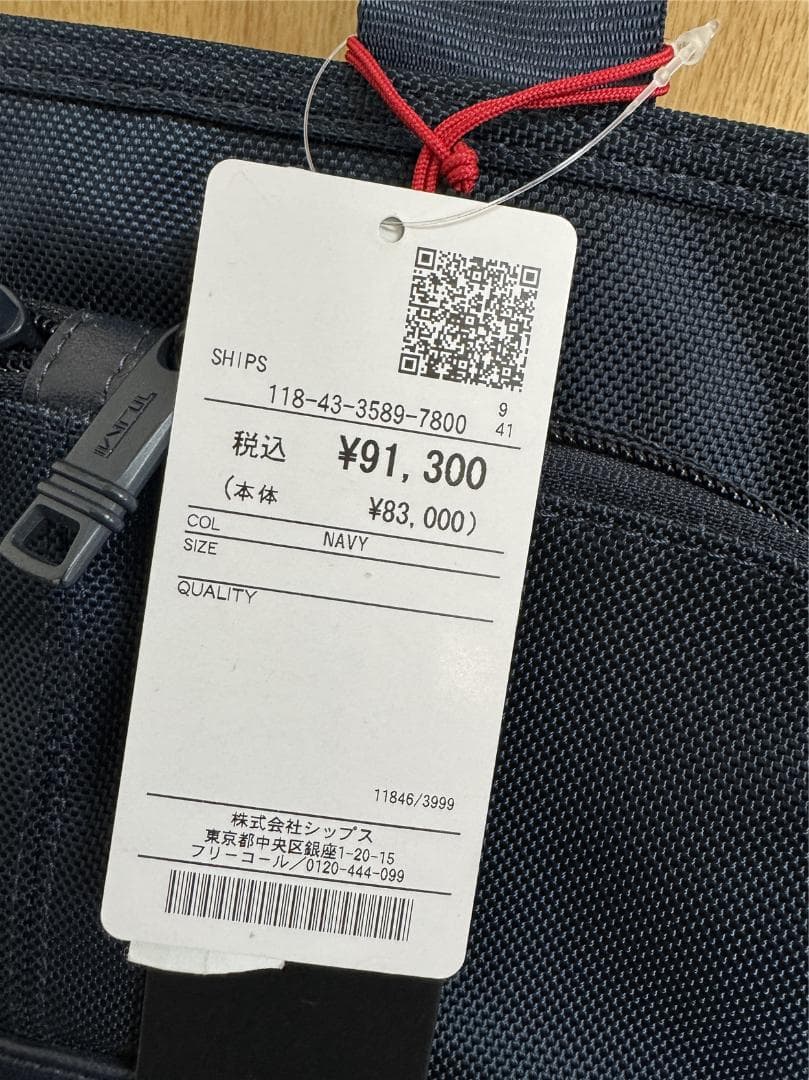 SHIPS
118-43-3589-7800
9
41
税込 ¥91,300
(本体 ¥83,000)
COL NAVY
SIZE
QUALITY
11846/3999
株式会社シップス
東京都中央区銀座1-20-15
フリーコール/0120-444-099
TUMI